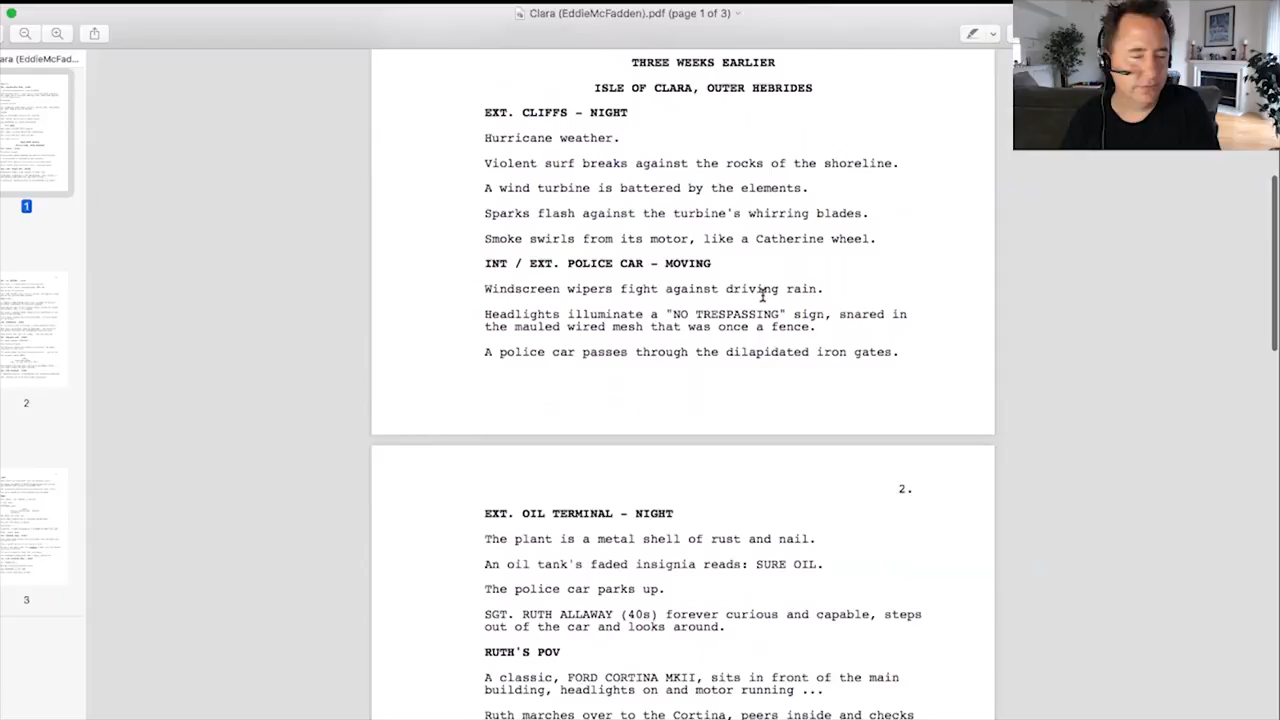 Clara (EddieMcFadden).pdf (page 1 of 3)
ara (EddieMcFad...
1
2
3
THREE WEEKS EARLIER
ISLE OF CLARA, OUTER HEBRIDES
EXT. CLIFFS - NIGHT
Hurricane weather.
Violent surf breaks against the rocks of the shoreline.
A wind turbine is battered by the elements.
Sparks flash against the turbine's whirring blades.
Smoke swirls from its motor, like a Catherine wheel.
INT / EXT. POLICE CAR - MOVING
Windscreen wipers fight against driving rain.
Headlights illuminate a "NO TRESPASSING" sign, snared in
the mauled wired mesh that was once a fence.
A police car passes through the dilapidated iron gates.
2.
EXT. OIL TERMINAL - NIGHT
The plant is a metal shell of tin and nail.
An oil tank's faded insignia reads: SURE OIL.
The police car parks up.
SGT. RUTH ALLAWAY (40s) forever curious and capable, steps
out of the car and looks around.
RUTH'S POV
A classic, FORD CORTINA MKII, sits in front of the main
building, headlights on and motor running ...
Ruth marches over to the Cortina, peers inside and checks